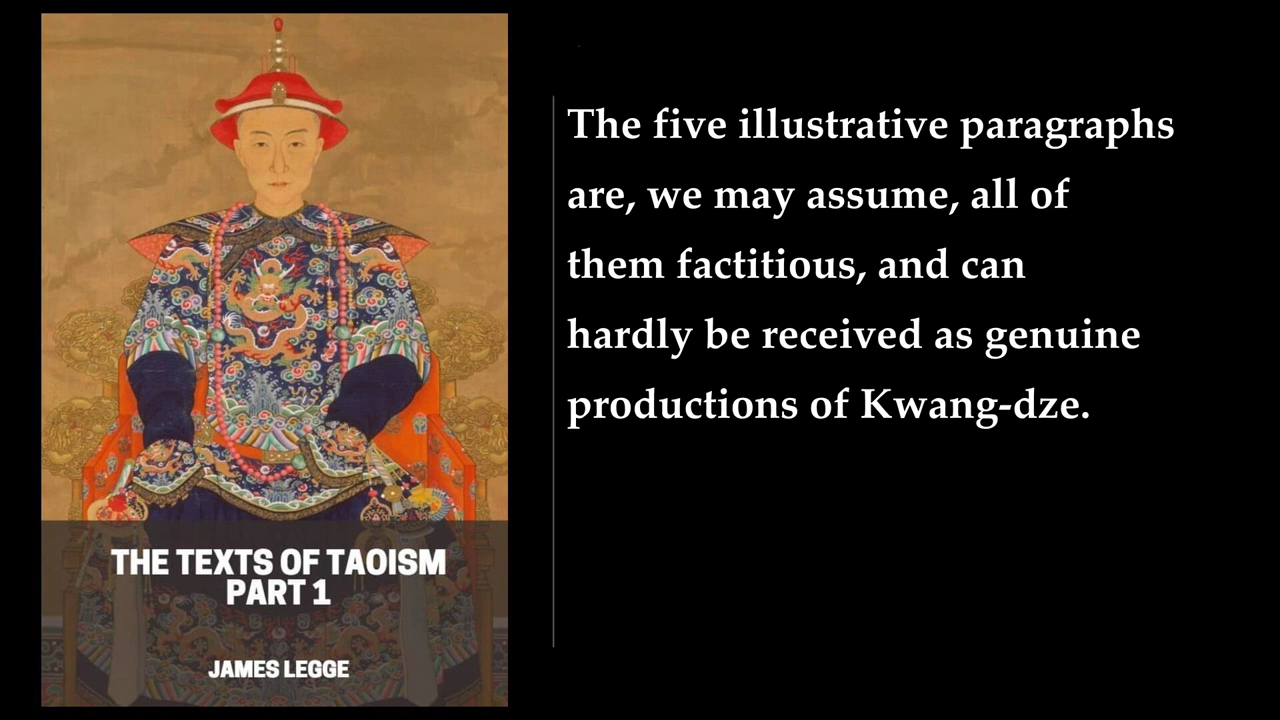 THE TEXTS OF TAOISM
PART 1
JAMES LEGGE
The five illustrative paragraphs
are, we may assume, all of
them factitious, and can
hardly be received as genuine
productions of Kwang-dze.